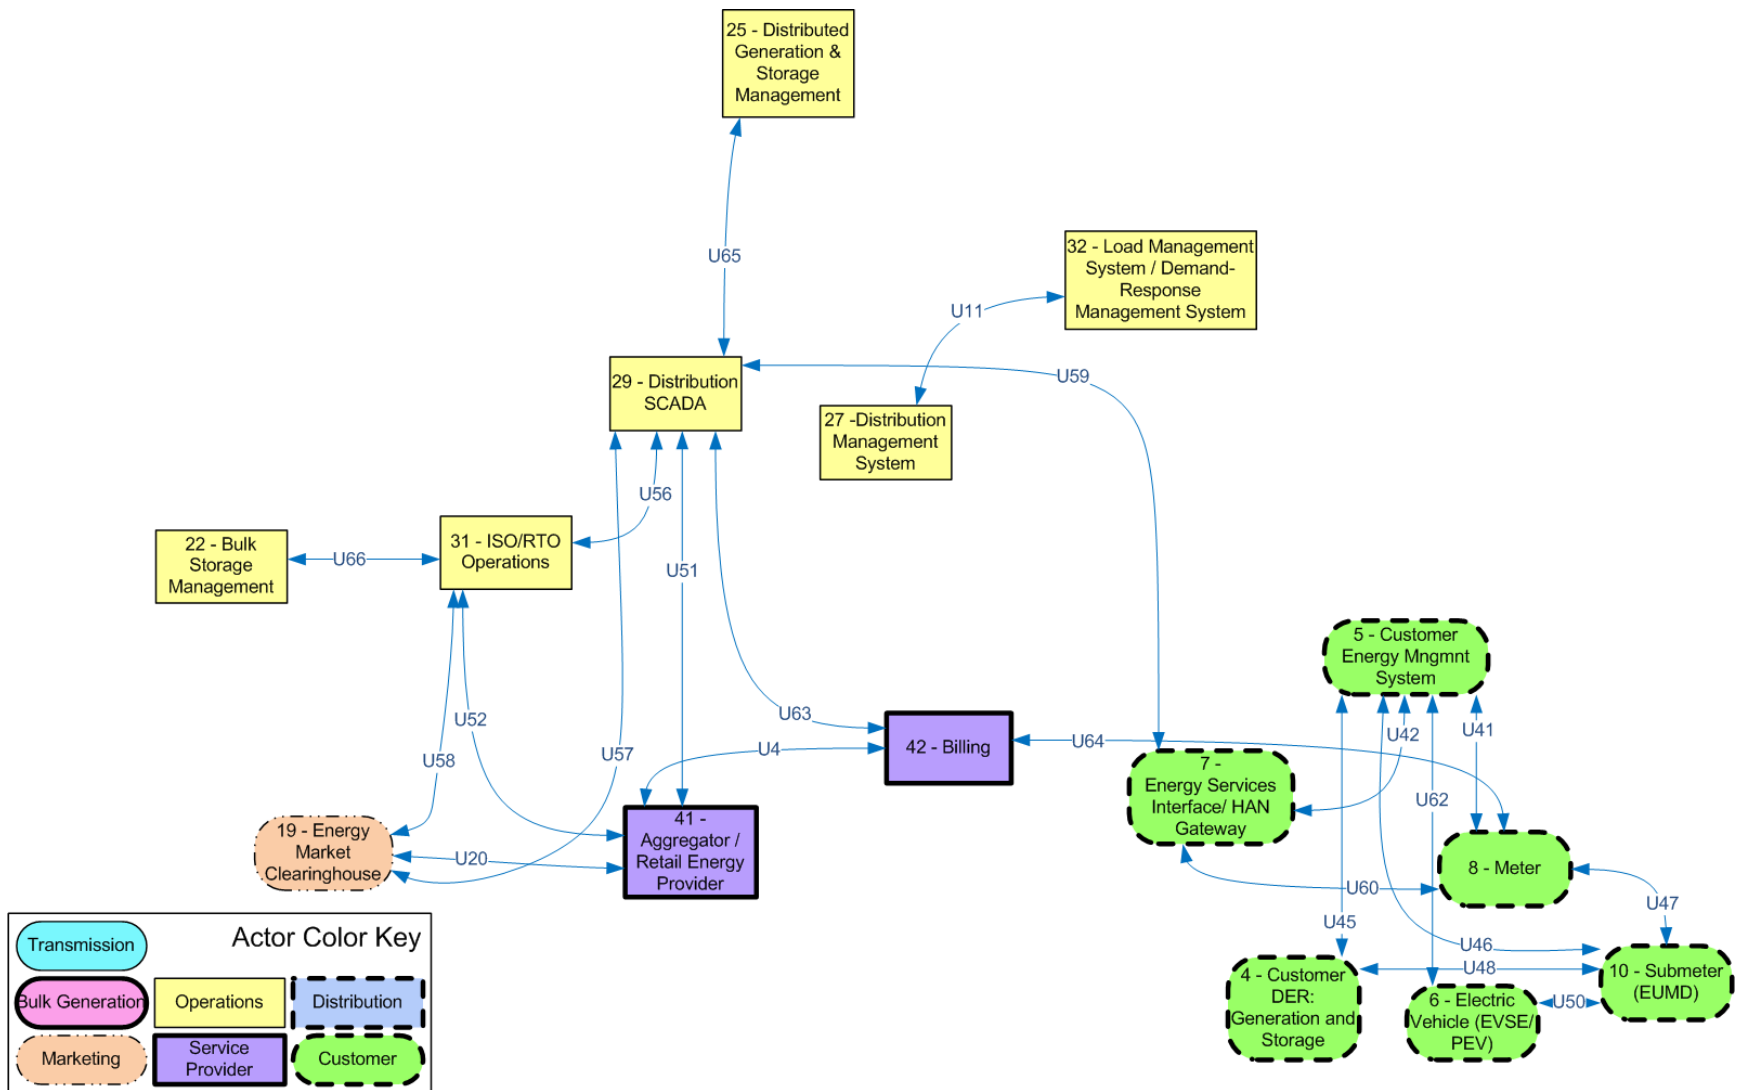 25 - Distributed
Generation &
Storage
Management
U65
32 - Load Management
System / Demand-
Response
Management System
U11
29 - Distribution
SCADA
U59
27 -Distribution
Management
System
U56
22 - Bulk
Storage
Management
U66
31 - ISO/RTO
Operations
U51
5 - Customer
Energy Mngmnt
System
U52
U63
U41
U42
U58
U57
U4
42 - Billing
U64
7 -
Energy Services
Interface/ HAN
Gateway
U62
19 - Energy
Market
Clearinghouse
U20
41 -
Aggregator /
Retail Energy
Provider
8 - Meter
U60
U47
U45
U46
U48
4 - Customer
DER:
Generation and
Storage
6 - Electric
Vehicle (EVSE/
PEV)
U50
10 - Submeter
(EUMD)
Actor Color Key
Transmission
Bulk Generation
Operations
Distribution
Marketing
Service
Provider
Customer